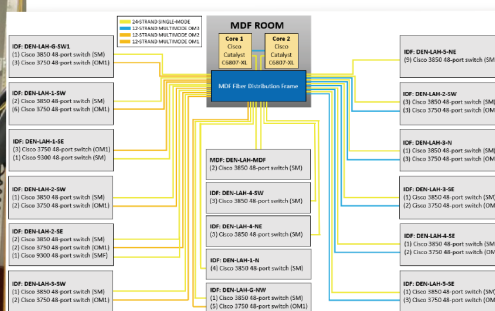 24-STRAND SINGLE-MODE
12-STRAND MULTIMODE OM3
12-STRAND MULTIMODE OM2
12-STRAND MULTIMODE OM1
MDF ROOM
Core 1
Cisco
Catalyst
C6807-XL
Core 2
Cisco
Catalyst
C6807-XL
MDF Fiber Distribution Frame
IDF: DEN-LAH-G-SW1
(1) Cisco 3850 48-port switch (SM)
(3) Cisco 3750 48-port switch (OM1)
IDF: DEN-LAH-1-SW
(2) Cisco 3850 48-port switch (SM)
(6) Cisco 3750 48-port switch (OM1)
IDF: DEN-LAH-1-SE
(3) Cisco 3750 48-port switch (OM1)
(1) Cisco 9300 48-port switch (SM)
IDF: DEN-LAH-2-SW
(1) Cisco 3850 48-port switch (SM)
(2) Cisco 3750 48-port switch (OM1)
IDF: DEN-LAH-2-SE
(2) Cisco 3850 48-port switch (SM)
(2) Cisco 3750 48-port switch (OM1)
(1) Cisco 9300 48-port switch (SMF)
IDF: DEN-LAH-3-SW
(1) Cisco 3850 48-port switch (SM)
(2) Cisco 3750 48-port switch (OM1)
MDF: DEN-LAH-MDF
(2) Cisco 3850 48-port switch (SM)
IDF: DEN-LAH-4-SW
(3) Cisco 3850 48-port switch (SM)
IDF: DEN-LAH-4-NE
(3) Cisco 3850 48-port switch (SM)
IDF: DEN-LAH-1-N
(4) Cisco 3850 48-port switch (SM)
IDF: DEN-LAH-G-NW
(1) Cisco 3850 48-port switch (SM)
(5) Cisco 3750 48-port switch (OM1)
IDF: DEN-LAH-5-NE
(9) Cisco 3850 48-port switch (SM)
IDF: DEN-LAH-2-SW
(3) Cisco 3850 48-port switch (SM)
(3) Cisco 3750 48-port switch (OM
IDF: DEN-LAH-3-N
(1) Cisco 3850 48-port switch (SM)
(3) Cisco 3750 48-port switch (OM
IDF: DEN-LAH-3-SE
(1) Cisco 3850 48-port switch (SM)
(2) Cisco 3750 48-port switch (OM
IDF: DEN-LAH-4-SE
(1) Cisco 3850 48-port switch (SM)
(2) Cisco 3750 48-port switch (OM
IDF: DEN-LAH-5-SE
(1) Cisco 3850 48-port switch (SM)
(3) Cisco 3750 48-port switch (OM